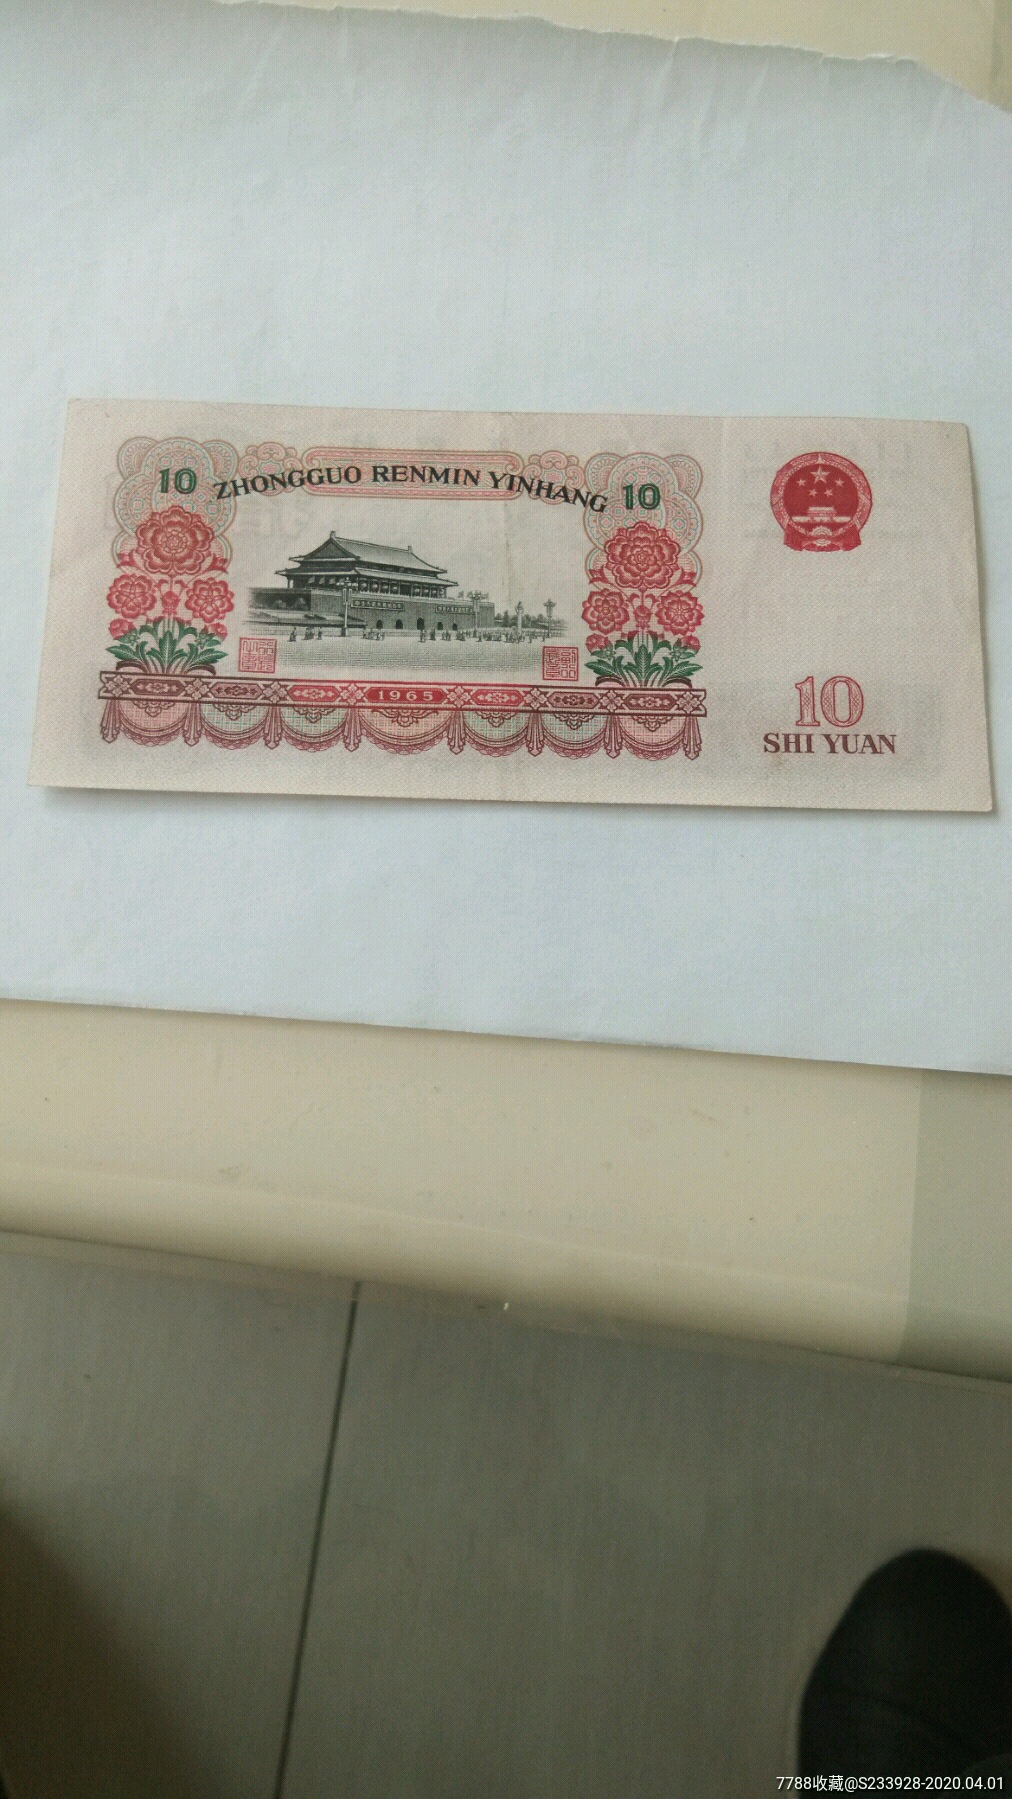 10 ZHONGGUO RENMIN YINHANG 10
1965
10
SHI YUAN
7788收藏@S233928-2020.04.01